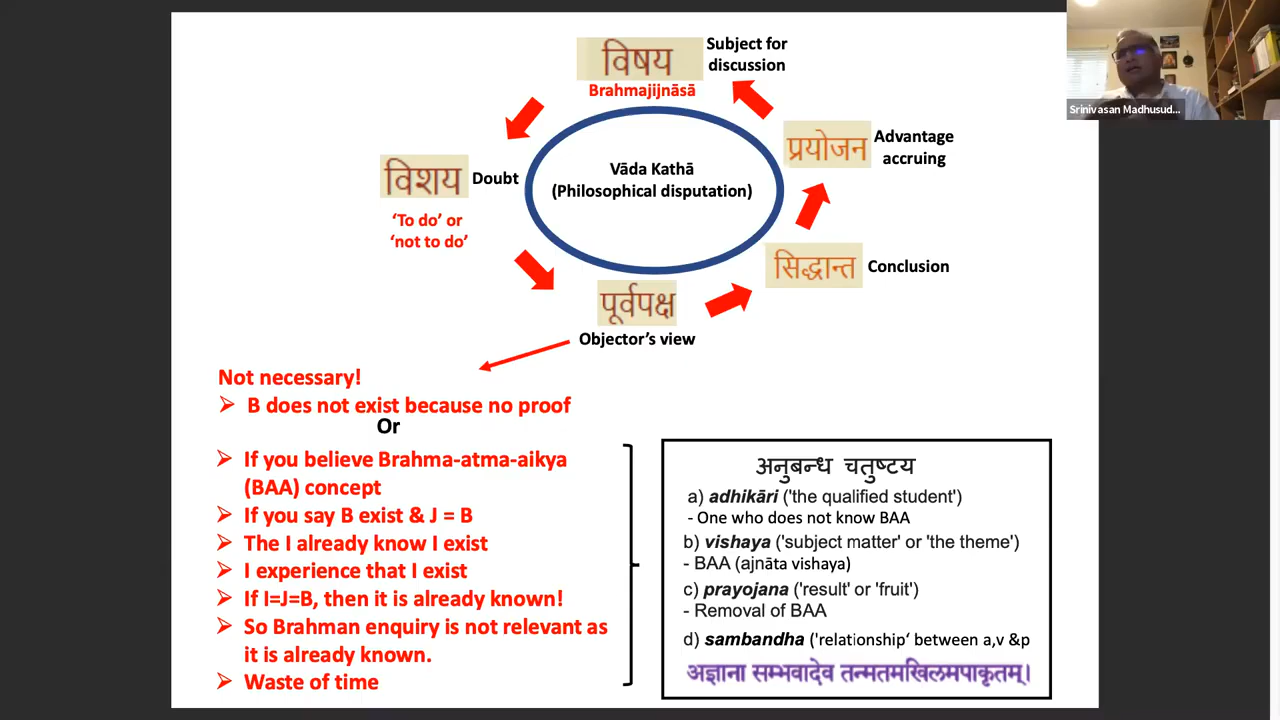 विषय
Subject for
discussion
Brahmajijnāsā
Srinivasan Madhusud...
प्रयोजन
Advantage
accruing
विशय
Doubt
Vāda Kathā
(Philosophical disputation)
‘To do’ or
‘not to do’
सिद्धान्त
Conclusion
पूर्वपक्ष
Objector’s view
Not necessary!
➢ B does not exist because no proof
Or
➢ If you believe Brahma-atma-aikya
(BAA) concept
➢ If you say B exist & J = B
➢ The I already know I exist
➢ I experience that I exist
➢ If I=J=B, then it is already known!
➢ So Brahman enquiry is not relevant as
it is already known.
➢ Waste of time
अनुबन्ध चतुष्टय
a) adhikāri ('the qualified student')
- One who does not know BAA
b) vishaya ('subject matter' or 'the theme')
- BAA (ajnāta vishaya)
c) prayojana ('result' or 'fruit')
- Removal of BAA
d) sambandha ('relationship‘ between a,v &p
अज्ञाना सम्भवादेव तन्मतमखिलमपाकृतम्।